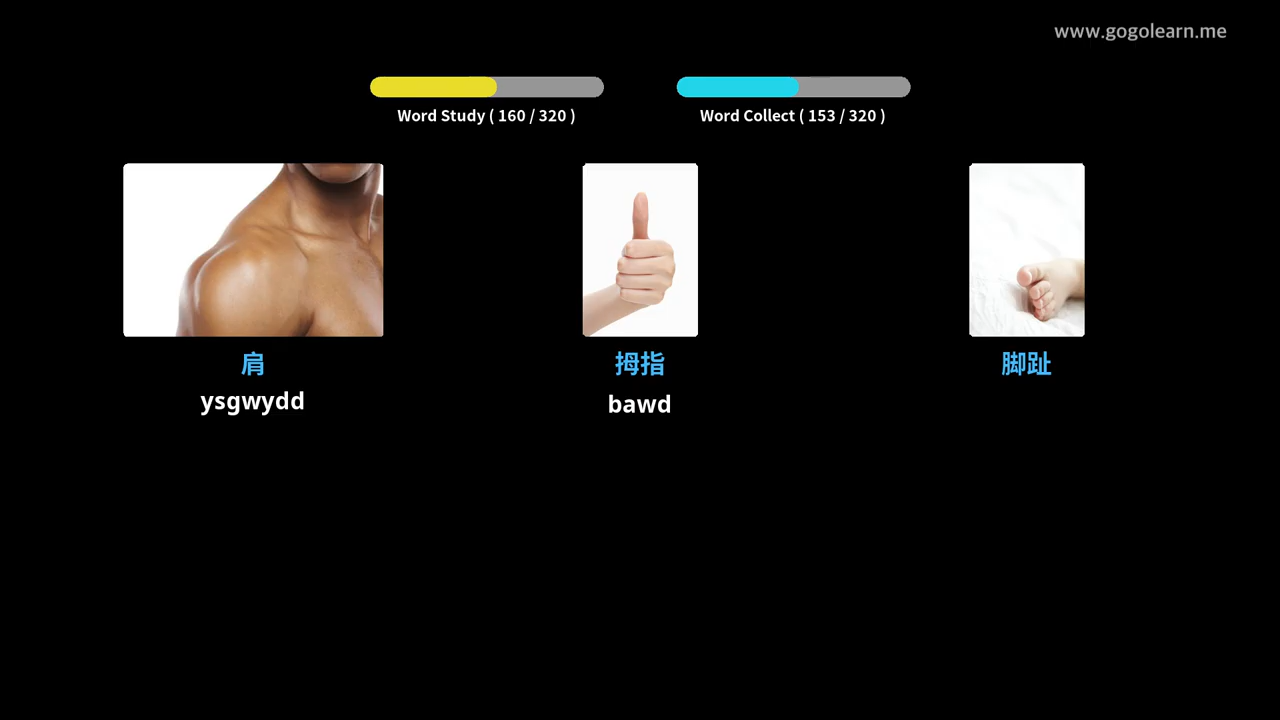 www.gogolearn.me
Word Study ( 160 / 320 )
Word Collect ( 153 / 320 )
肩
拇指
脚趾
ysgwydd
bawd